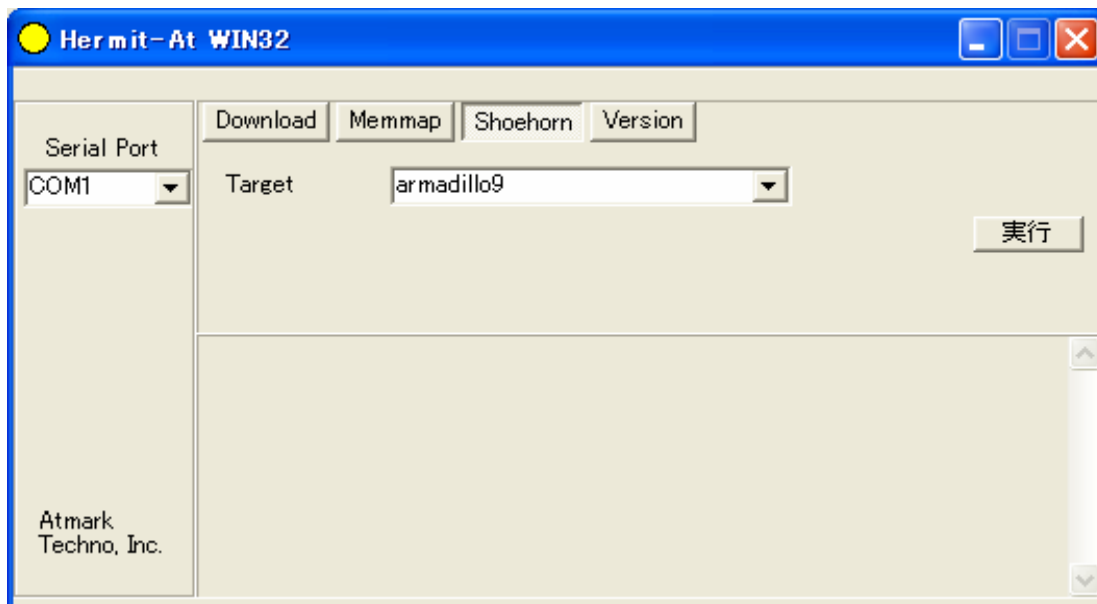 Hermit-At WIN32
Serial Port
COM1
Download Memmap Shoehorn Version
Target armadillo9
実行
Atmark
Techno, Inc.